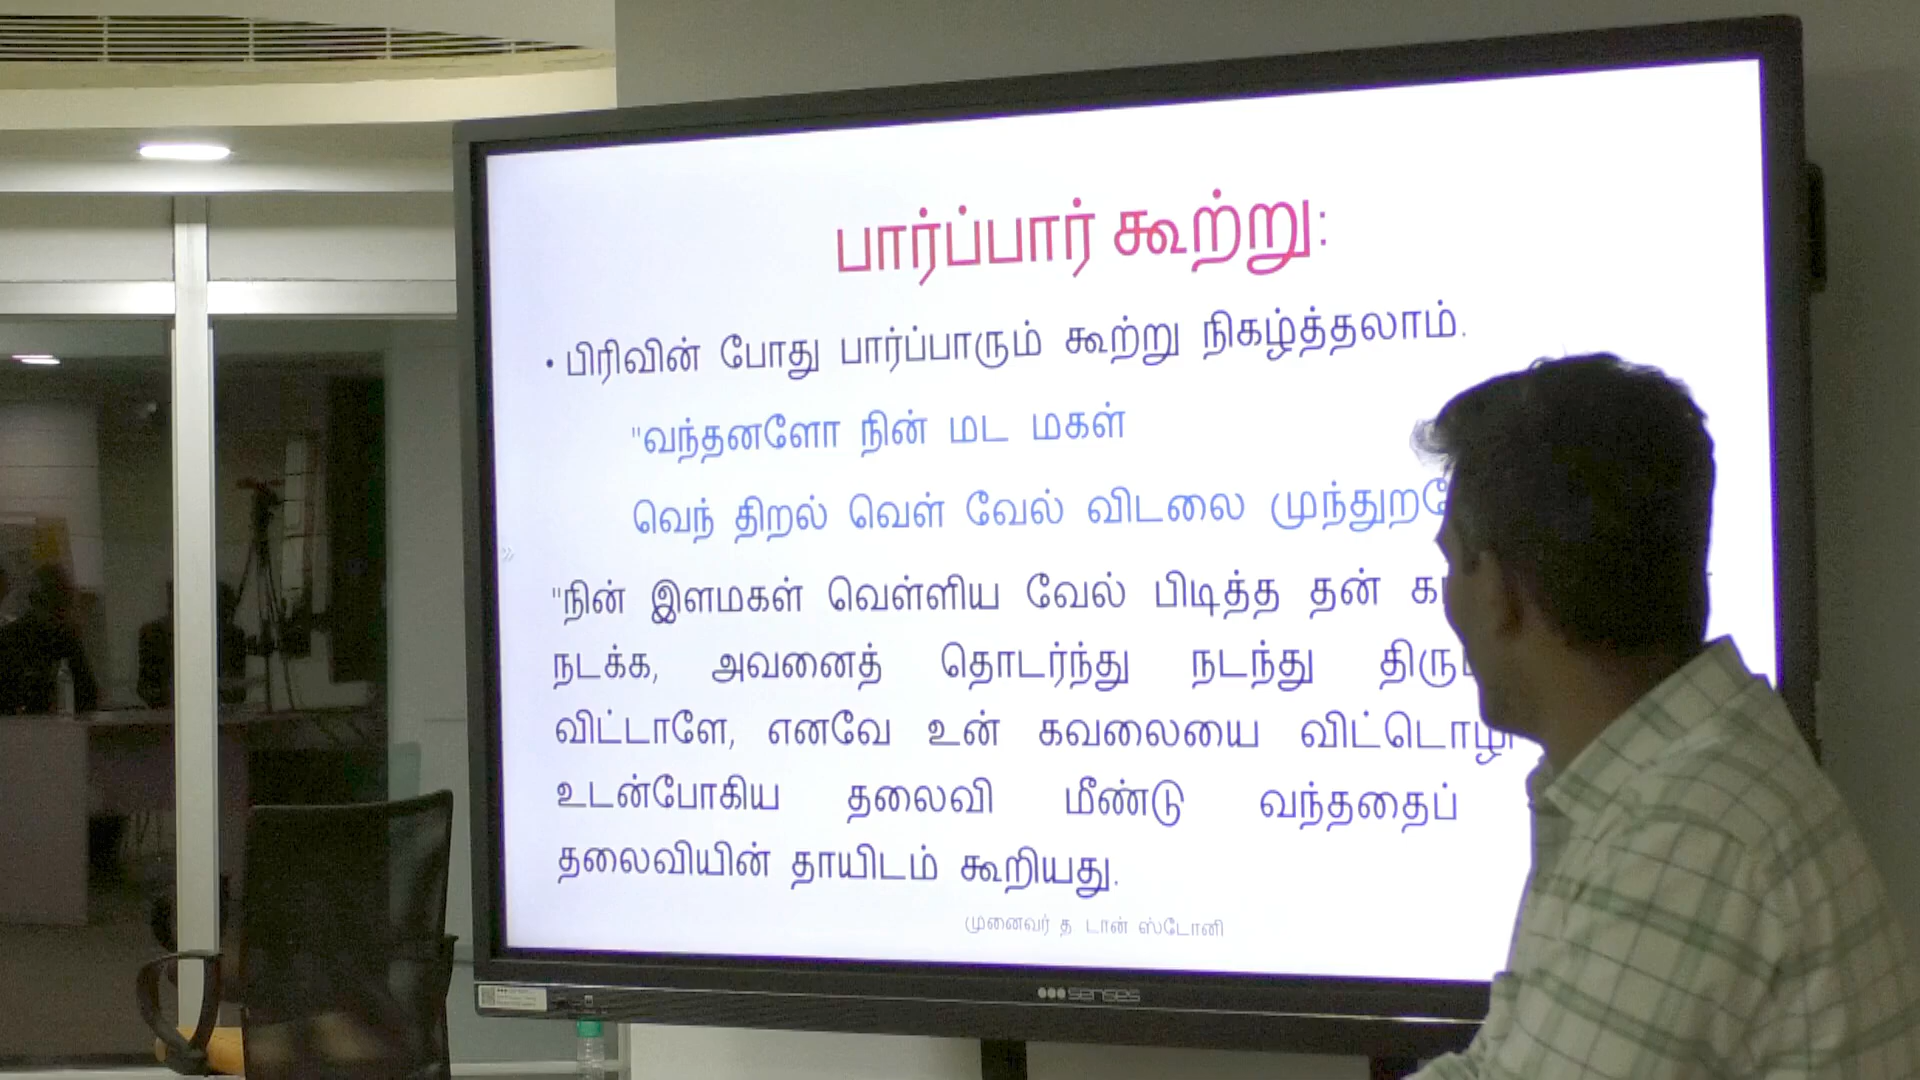 பார்ப்பார் கூற்று:
• பிரிவின் போது பார்ப்பாரும் கூற்று நிகழ்த்தலாம்.
"வந்தனளோ நின் மட மகள்
வெந் திறல் வெள் வேல் விடலை
"நின் இளமகள் வெள்ளிய வேல் பிடித்த தன்
நடக்க, அவனைத் தொடர்ந்து நடந்து
விட்டாளே, எனவே உன் கவலையை
உடன்போகிய தலைவி மீண்டு வந்ததைப்
தலைவியின் தாயிடம் கூறியது.
முனைவர் த டான் ஸ்டோனி
senses